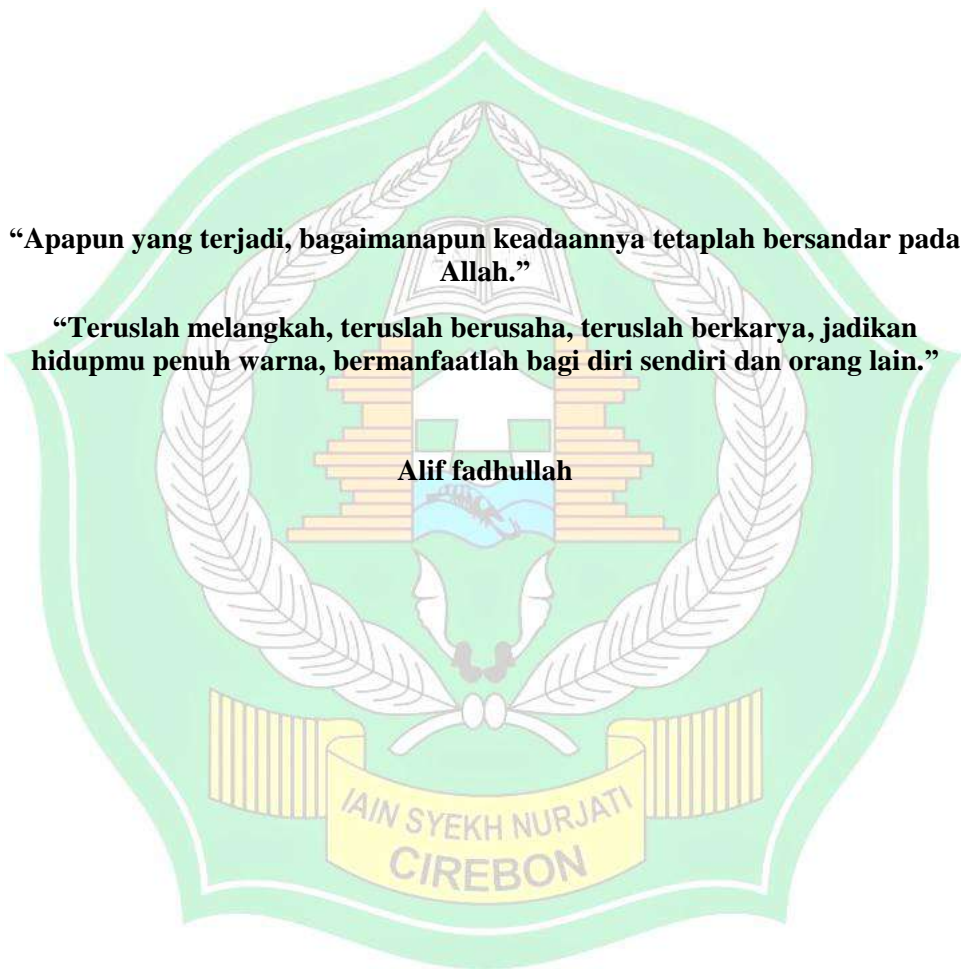 “Apapun yang terjadi, bagaimanapun keadaannya tetaplah bersandar pada
Allah.”
“Teruslah melangkah, teruslah berusaha, teruslah berkarya, jadikan
hidupmu penuh warna, bermanfaatlah bagi diri sendiri dan orang lain.”
Alif fadhullah
IAIN SYEKH NURJATI
CIREBON